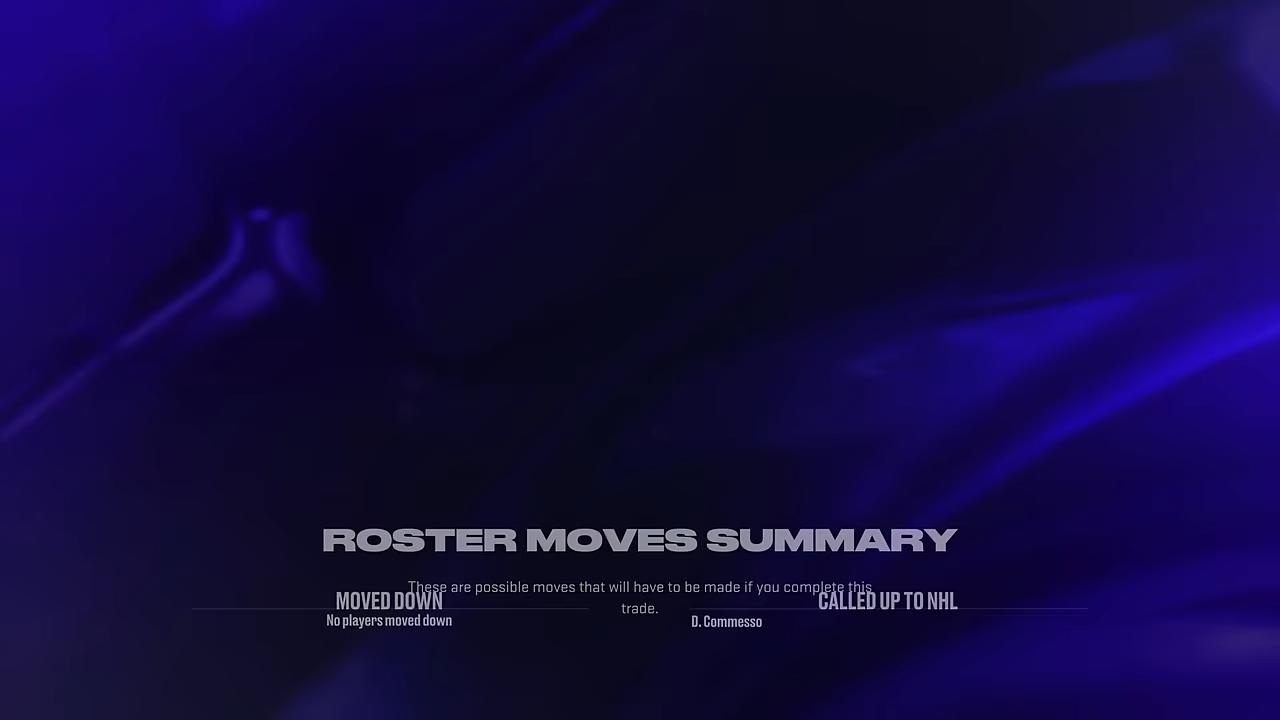 ROSTER MOVES SUMMARY
These are possible moves that will have to be made if you complete this
trade.
MOVED DOWN
No players moved down
CALLED UP TO NHL
D. Commesso